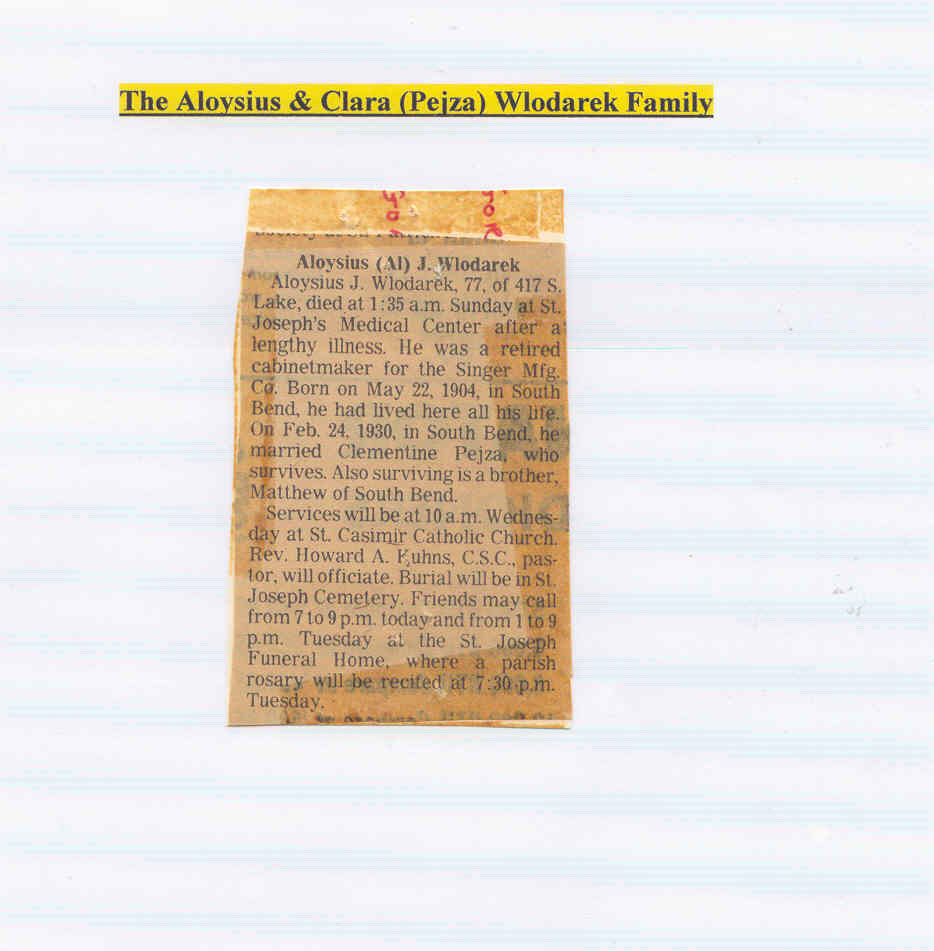 The Aloysius & Clara (Pejza) Wlodarek Family
Aloysius (Al) J. Wlodarek
Aloysius J. Wlodarek, 77, of 417 S.
Lake, died at 1:35 a.m. Sunday at St.
Joseph's Medical Center after a
lengthy illness. He was a retired
cabinetmaker for the Singer Mfg.
Co. Born on May 22, 1904, in South
Bend, he had lived here all his life.
On Feb. 24, 1930, in South Bend, he
married Clementine Pejza, who
survives. Also surviving is a brother,
Matthew of South Bend.
Services will be at 10 a.m. Wednes-
day at St. Casimir Catholic Church.
Rev. Howard A. Kuhns, C.S.C., pas-
tor, will officiate. Burial will be in St.
Joseph Cemetery. Friends may call
from 7 to 9 p.m. today and from 1 to 9
p.m. Tuesday at the St. Joseph
Funeral Home, where a parish
rosary will be recited at 7:30 p.m.
Tuesday.